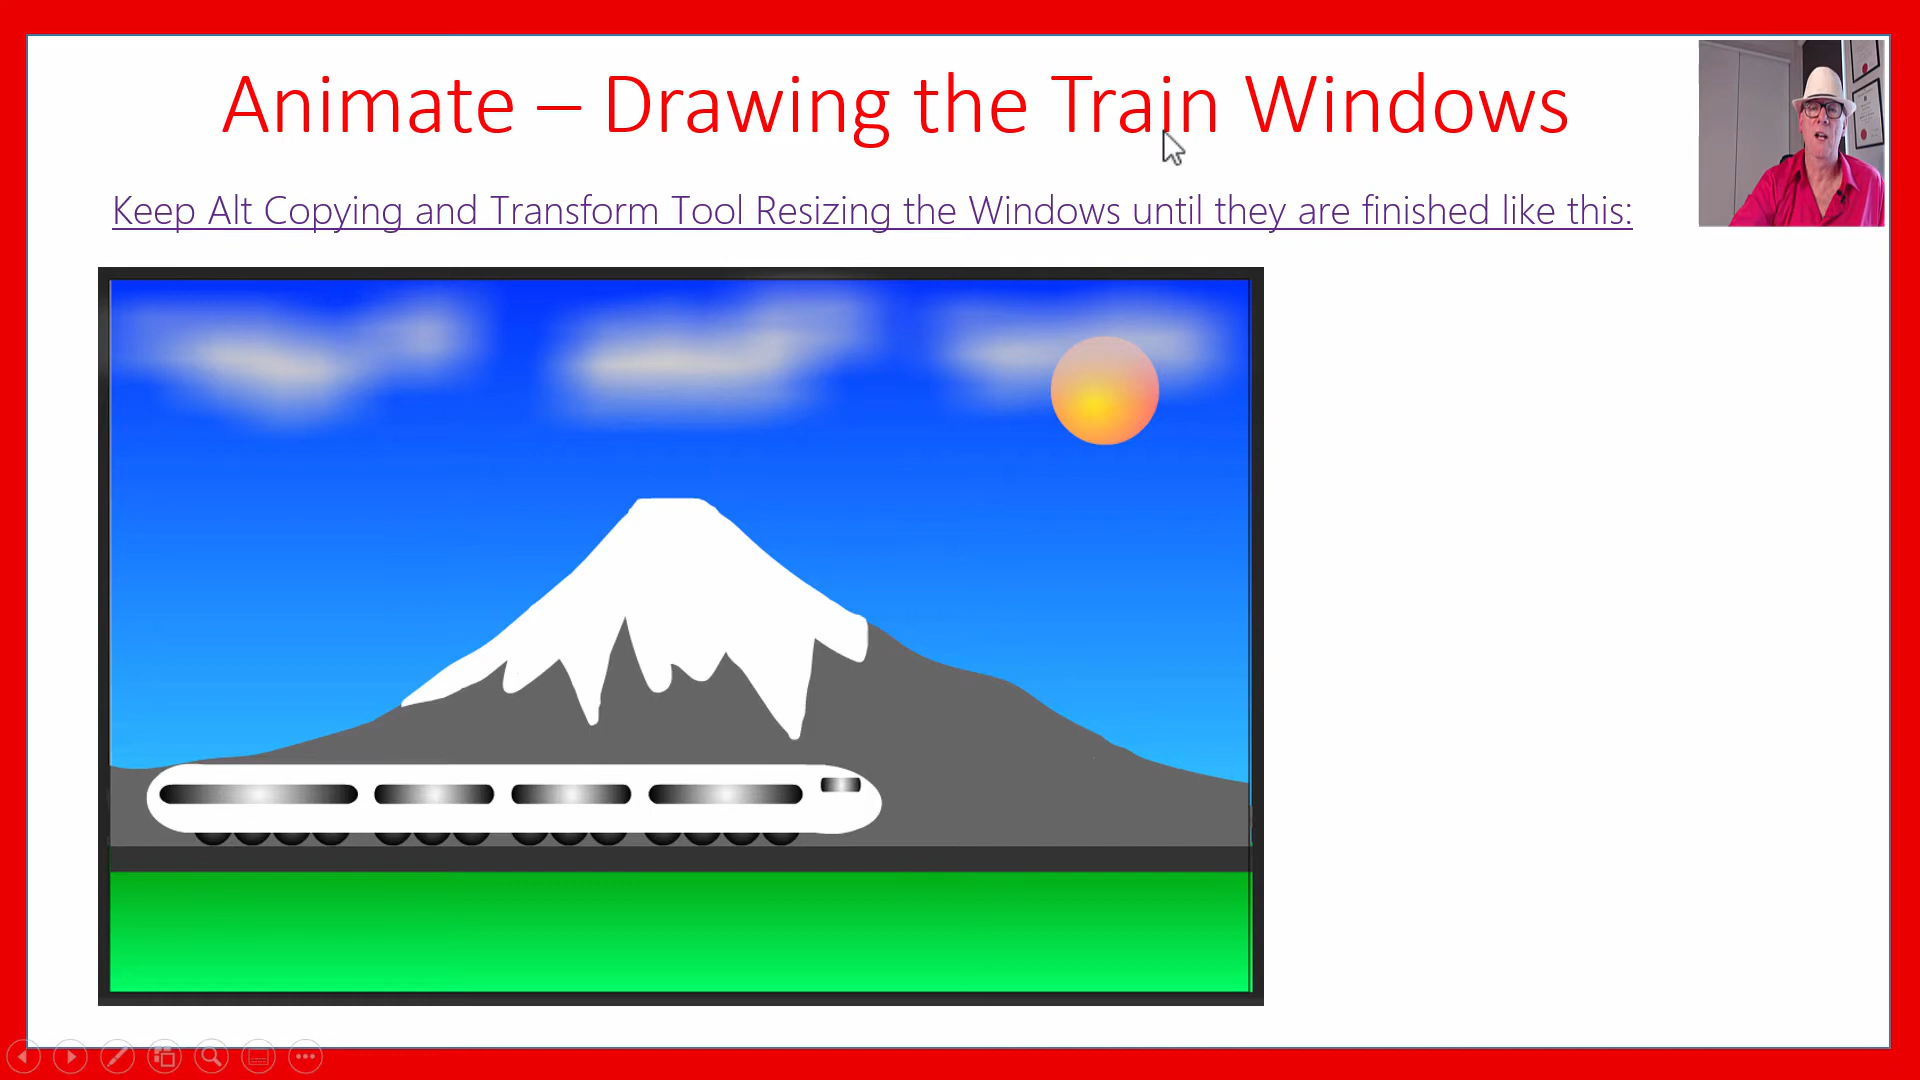 Animate – Drawing the Train Windows
Keep Alt Copying and Transform Tool Resizing the Windows until they are finished like this: